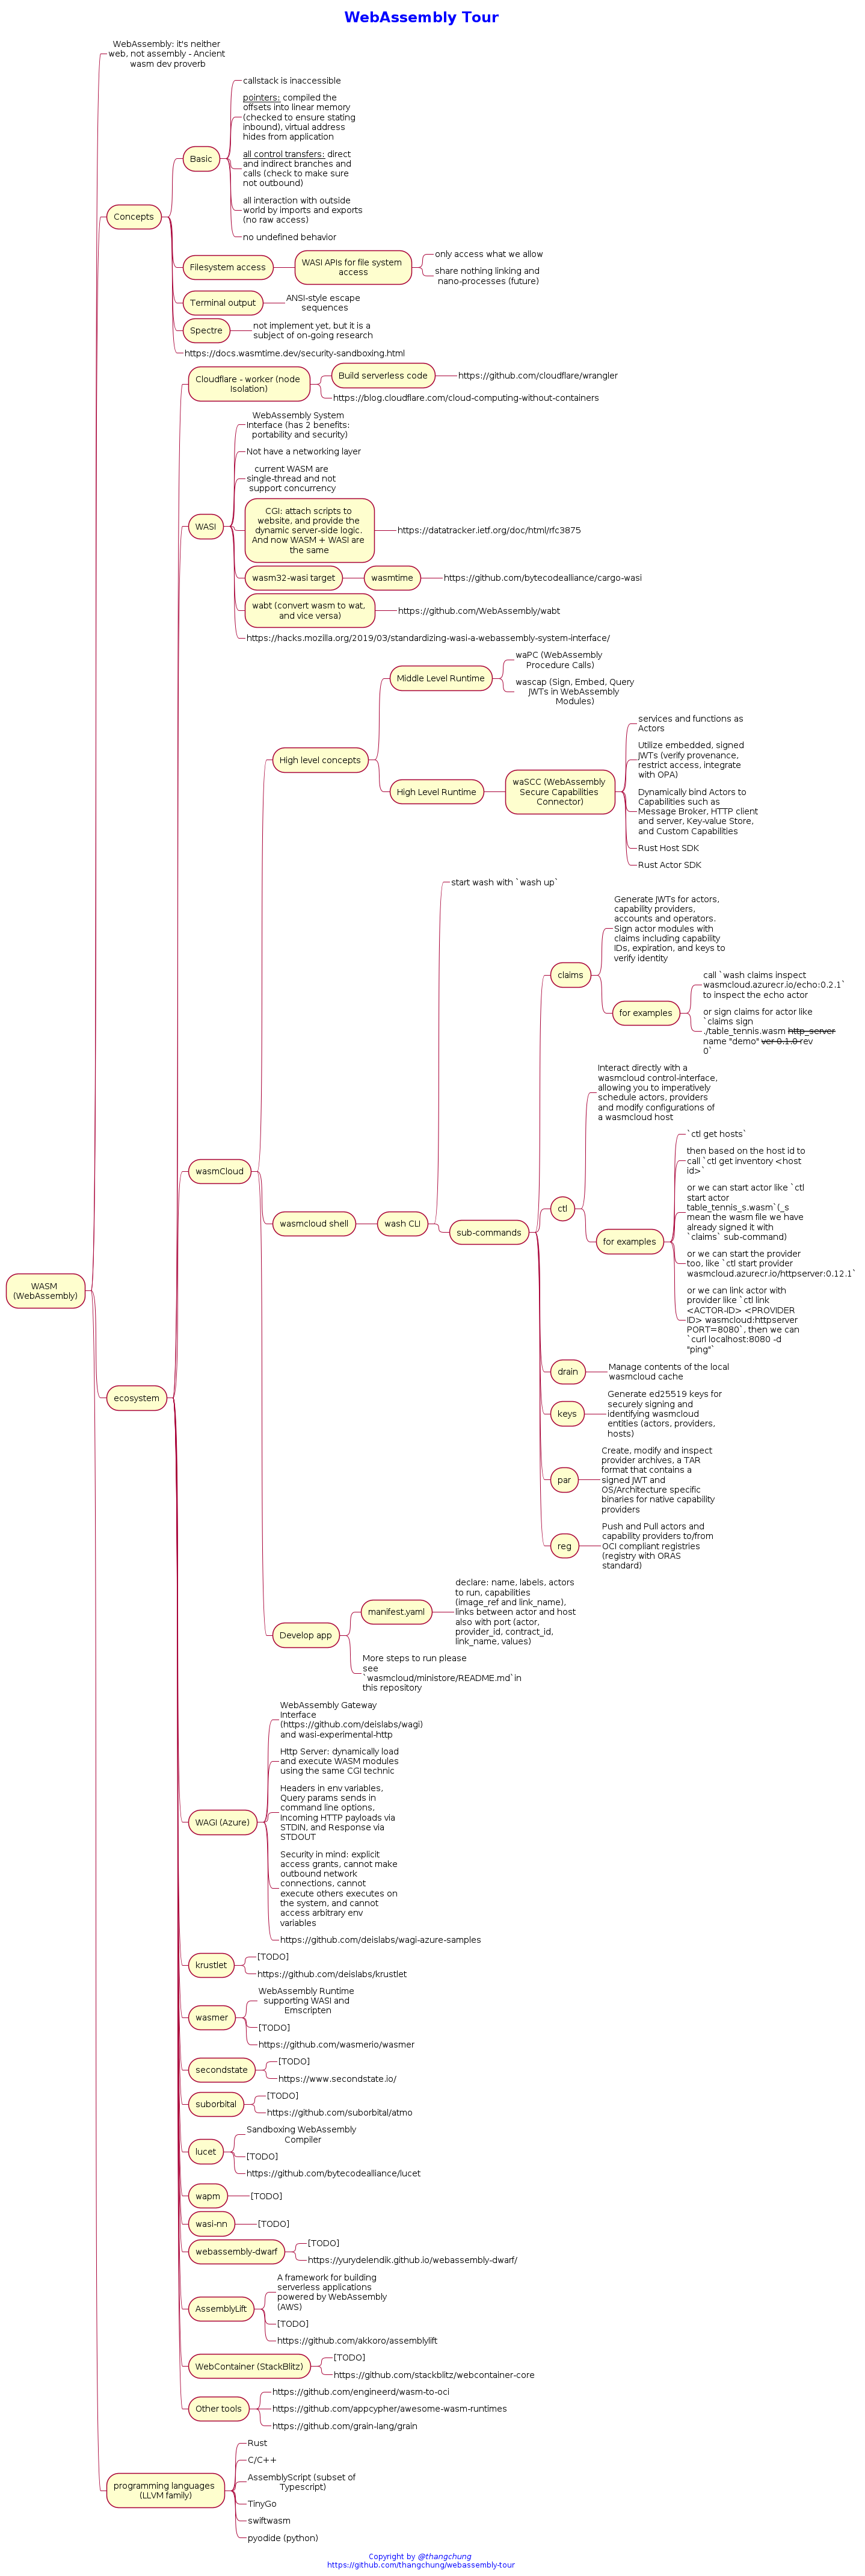 WebAssembly Tour
WebAssembly: it's neither
web, not assembly - Ancient
wasm dev proverb
Concepts
Basic
callstack is inaccessible
pointers: compiled the
offsets into linear memory
(checked to ensure stating
inbound), virtual address
hides from application
all control transfers: direct
and indirect branches and
calls (check to make sure
not outbound)
all interaction with outside
world by imports and exports
(no raw access)
no undefined behavior
Filesystem access
WASI APIs for file system
access
only access what we allow
share nothing linking and
nano-processes (future)
Terminal output
ANSI-style escape
sequences
Spectre
not implement yet, but it is a
subject of on-going research
https://docs.wasmtime.dev/security-sandboxing.html
WASM
(WebAssembly)
ecosystem
Cloudflare - worker (node
Isolation)
Build serverless code
https://github.com/cloudflare/wrangler
https://blog.cloudflare.com/cloud-computing-without-containers
WASI
WebAssembly System
Interface (has 2 benefits:
portability and security)
Not have a networking layer
current WASM are
single-thread and not
support concurrency
CGI: attach scripts to
website, and provide the
dynamic server-side logic.
And now WASM + WASI are
the same
https://datatracker.ietf.org/doc/html/rfc3875
wasm32-wasi target
wasmtime
https://github.com/bytecodealliance/cargo-wasi
wabt (convert wasm to wat,
and vice versa)
https://github.com/WebAssembly/wabt
https://hacks.mozilla.org/2019/03/standardizing-wasi-a-webassembly-system-interface/
wasmCloud
High level concepts
Middle Level Runtime
waPC (WebAssembly
Procedure Calls)
wascap (Sign, Embed, Query
JWTs in WebAssembly
Modules)
High Level Runtime
waSCC (WebAssembly
Secure Capabilities
Connector)
services and functions as
Actors
Utilize embedded, signed
JWTs (verify provenance,
restrict access, integrate
with OPA)
Dynamically bind Actors to
Capabilities such as
Message Broker, HTTP client
and server, Key-value Store,
and Custom Capabilities
Rust Host SDK
Rust Actor SDK
wasmcloud shell
wash CLI
start wash with `wash up`
sub-commands
claims
Generate JWTs for actors,
capability providers,
accounts and operators.
Sign actor modules with
claims including capability
IDs, expiration, and keys to
verify identity
for examples
call `wash claims inspect
wasmcloud.azurecr.io/echo:0.2.1`
to inspect the echo actor
or sign claims for actor like
`claims sign
./table_tennis.wasm http_server
name "demo" ver 0.1.0 rev
0`
ctl
Interact directly with a
wasmcloud control-interface,
allowing you to imperatively
schedule actors, providers
and modify configurations of
a wasmcloud host
for examples
`ctl get hosts`
then based on the host id to
call `ctl get inventory <host
id>`
or we can start actor like `ctl
start actor
table_tennis_s.wasm`(_s
mean the wasm file we have
already signed it with
`claims` sub-command)
or we can start the provider
too, like `ctl start provider
wasmcloud.azurecr.io/httpserver:0.12.1`
or we can link actor with
provider like `ctl link
<ACTOR-ID> <PROVIDER
ID> wasmcloud:httpserver
PORT=8080`, then we can
`curl localhost:8080 -d
"ping"`
drain
Manage contents of the local
wasmcloud cache
keys
Generate ed25519 keys for
securely signing and
identifying wasmcloud
entities (actors, providers,
hosts)
par
Create, modify and inspect
provider archives, a TAR
format that contains a
signed JWT and
OS/Architecture specific
binaries for native capability
providers
reg
Push and Pull actors and
capability providers to/from
OCI compliant registries
(registry with ORAS
standard)
Develop app
manifest.yaml
declare: name, labels, actors
to run, capabilities
(image_ref and link_name),
links between actor and host
also with port (actor,
provider_id, contract_id,
link_name, values)
More steps to run please
see
`wasmcloud/ministore/README.md`in
this repository
WAGI (Azure)
WebAssembly Gateway
Interface
(https://github.com/deislabs/wagi)
and wasi-experimental-http
Http Server: dynamically load
and execute WASM modules
using the same CGI technic
Headers in env variables,
Query params sends in
command line options,
Incoming HTTP payloads via
STDIN, and Response via
STDOUT
Security in mind: explicit
access grants, cannot make
outbound network
connections, cannot
execute others executes on
the system, and cannot
access arbitrary env
variables
https://github.com/deislabs/wagi-azure-samples
krustlet
[TODO]
https://github.com/deislabs/krustlet
wasmer
WebAssembly Runtime
supporting WASI and
Emscripten
[TODO]
https://github.com/wasmerio/wasmer
secondstate
[TODO]
https://www.secondstate.io/
suborbital
[TODO]
https://github.com/suborbital/atmo
lucet
Sandboxing WebAssembly
Compiler
[TODO]
https://github.com/bytecodealliance/lucet
wapm
[TODO]
wasi-nn
[TODO]
webassembly-dwarf
[TODO]
https://yurydelendik.github.io/webassembly-dwarf/
AssemblyLift
A framework for building
serverless applications
powered by WebAssembly
(AWS)
[TODO]
https://github.com/akkoro/assemblylift
WebContainer (StackBlitz)
[TODO]
https://github.com/stackblitz/webcontainer-core
Other tools
https://github.com/engineerd/wasm-to-oci
https://github.com/appcypher/awesome-wasm-runtimes
https://github.com/grain-lang/grain
programming languages
(LLVM family)
Rust
C/C++
AssemblyScript (subset of
Typescript)
TinyGo
swiftwasm
pyodide (python)
Copyright by @thangchung
https://github.com/thangchung/webassembly-tour